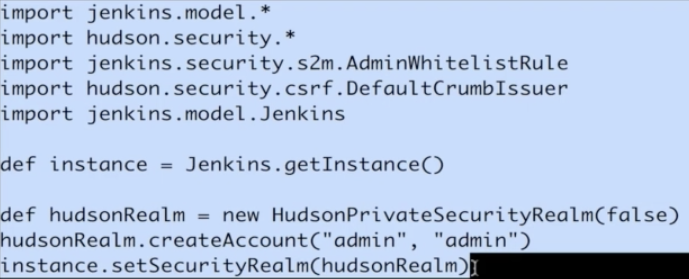 import jenkins.model.*
import hudson.security.*
import jenkins.security.s2m.AdminWhitelistRule
import hudson.security.csrf.DefaultCrumbIssuer
import jenkins.model.Jenkins
def instance = Jenkins.getInstance()
def hudsonRealm = new HudsonPrivateSecurityRealm(false)
hudsonRealm.createAccount("admin", "admin")
instance.setSecurityRealm(hudsonRealm)